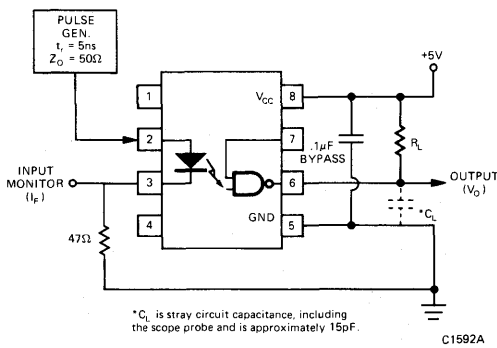 PULSE
GEN.
tr = 5ns
ZO = 50Ω
+5V
1
VCC
8
2
7
.1µF
BYPASS
RL
INPUT
MONITOR
(IF)
3
6
OUTPUT
(VO)
*CL
4
GND
5
47Ω
*CL is stray circuit capacitance, including
the scope probe and is approximately 15pF.
C1592A